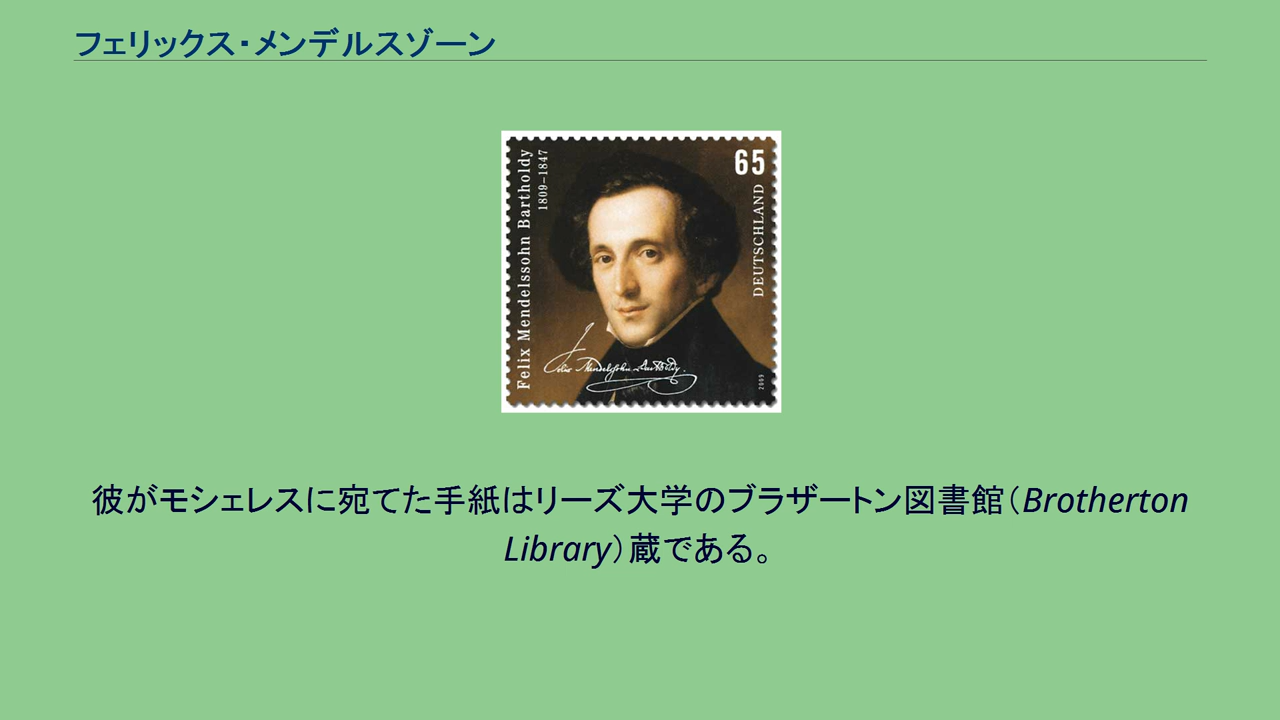 フェリックス・メンデルスゾーン
Felix Mendelssohn Bartholdy
1809–1847
65
DEUTSCHLAND
Felix Mendelssohn Bartholdy.
2009
彼がモシェレスに宛てた手紙はリーズ大学のブラザートン図書館（Brotherton
Library）蔵である。